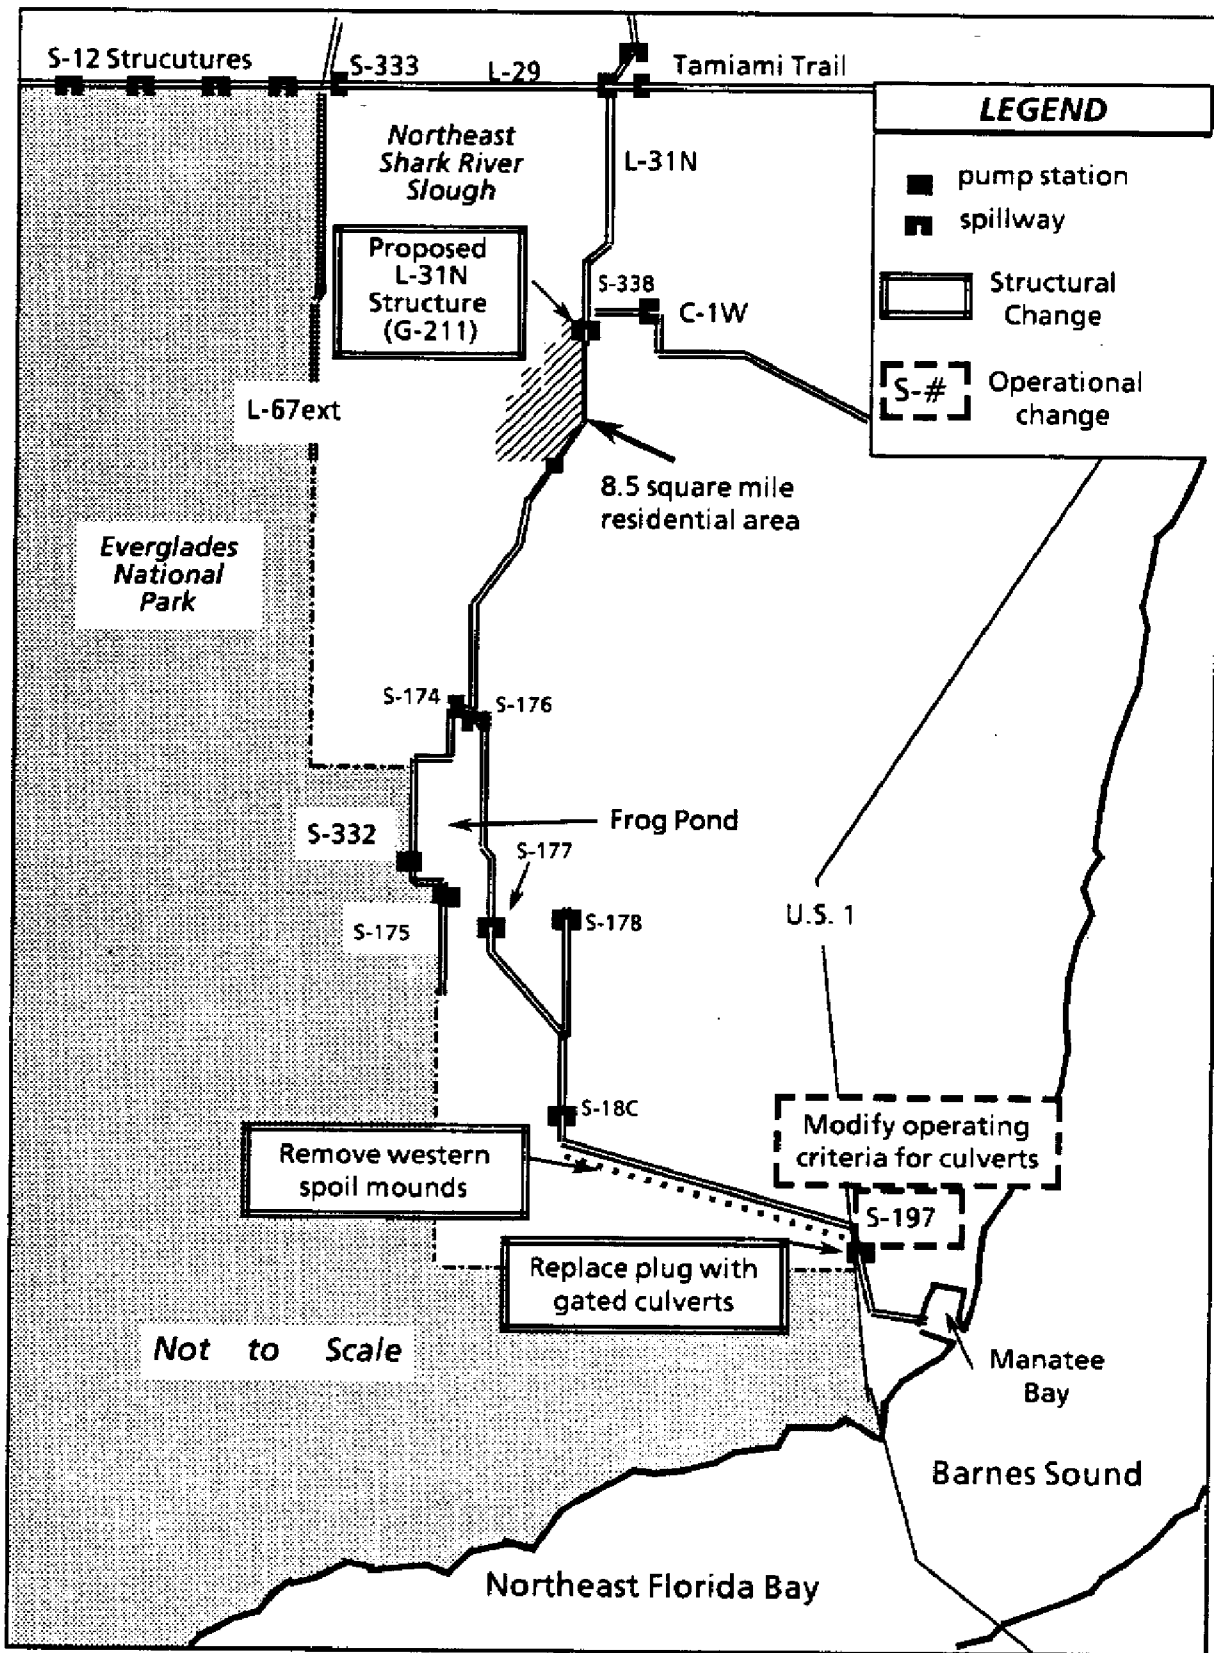 S-12 Strucutures
S-333
L-29
Tamiami Trail
LEGEND
pump station
spillway
Structural
Change
S-#
Operational
change
Northeast
Shark River
Slough
L-31N
Proposed
L-31N
Structure
(G-211)
S-338
C-1W
L-67ext
8.5 square mile
residential area
Everglades
National
Park
S-174
S-176
S-332
Frog Pond
S-177
S-175
S-178
U.S. 1
S-18C
Modify operating
criteria for culverts
Remove western
spoil mounds
S-197
Replace plug with
gated culverts
Not to Scale
Manatee
Bay
Barnes Sound
Northeast Florida Bay